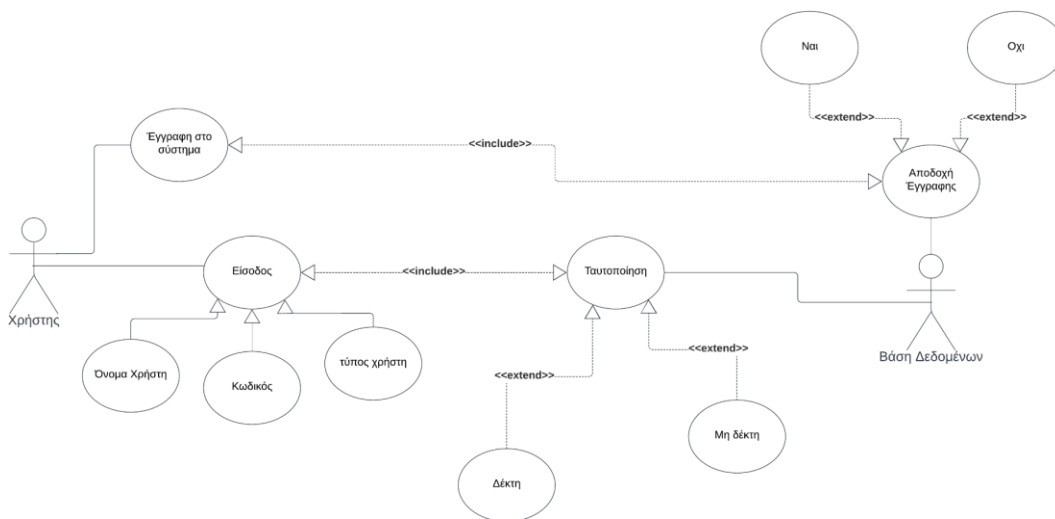 Ναι
Οχι
<<extend>>
<<extend>>
Έγγραφη στο
σύστημα
<<include>>
Αποδοχή
Έγγραφης
Είσοδος
<<include>>
Ταυτοποίηση
Χρήστης
Βάση Δεδομένων
Όνομα Χρήστη
Κωδικός
τύπος χρήστη
<<extend>>
<<extend>>
Μη δέκτη
Δέκτη